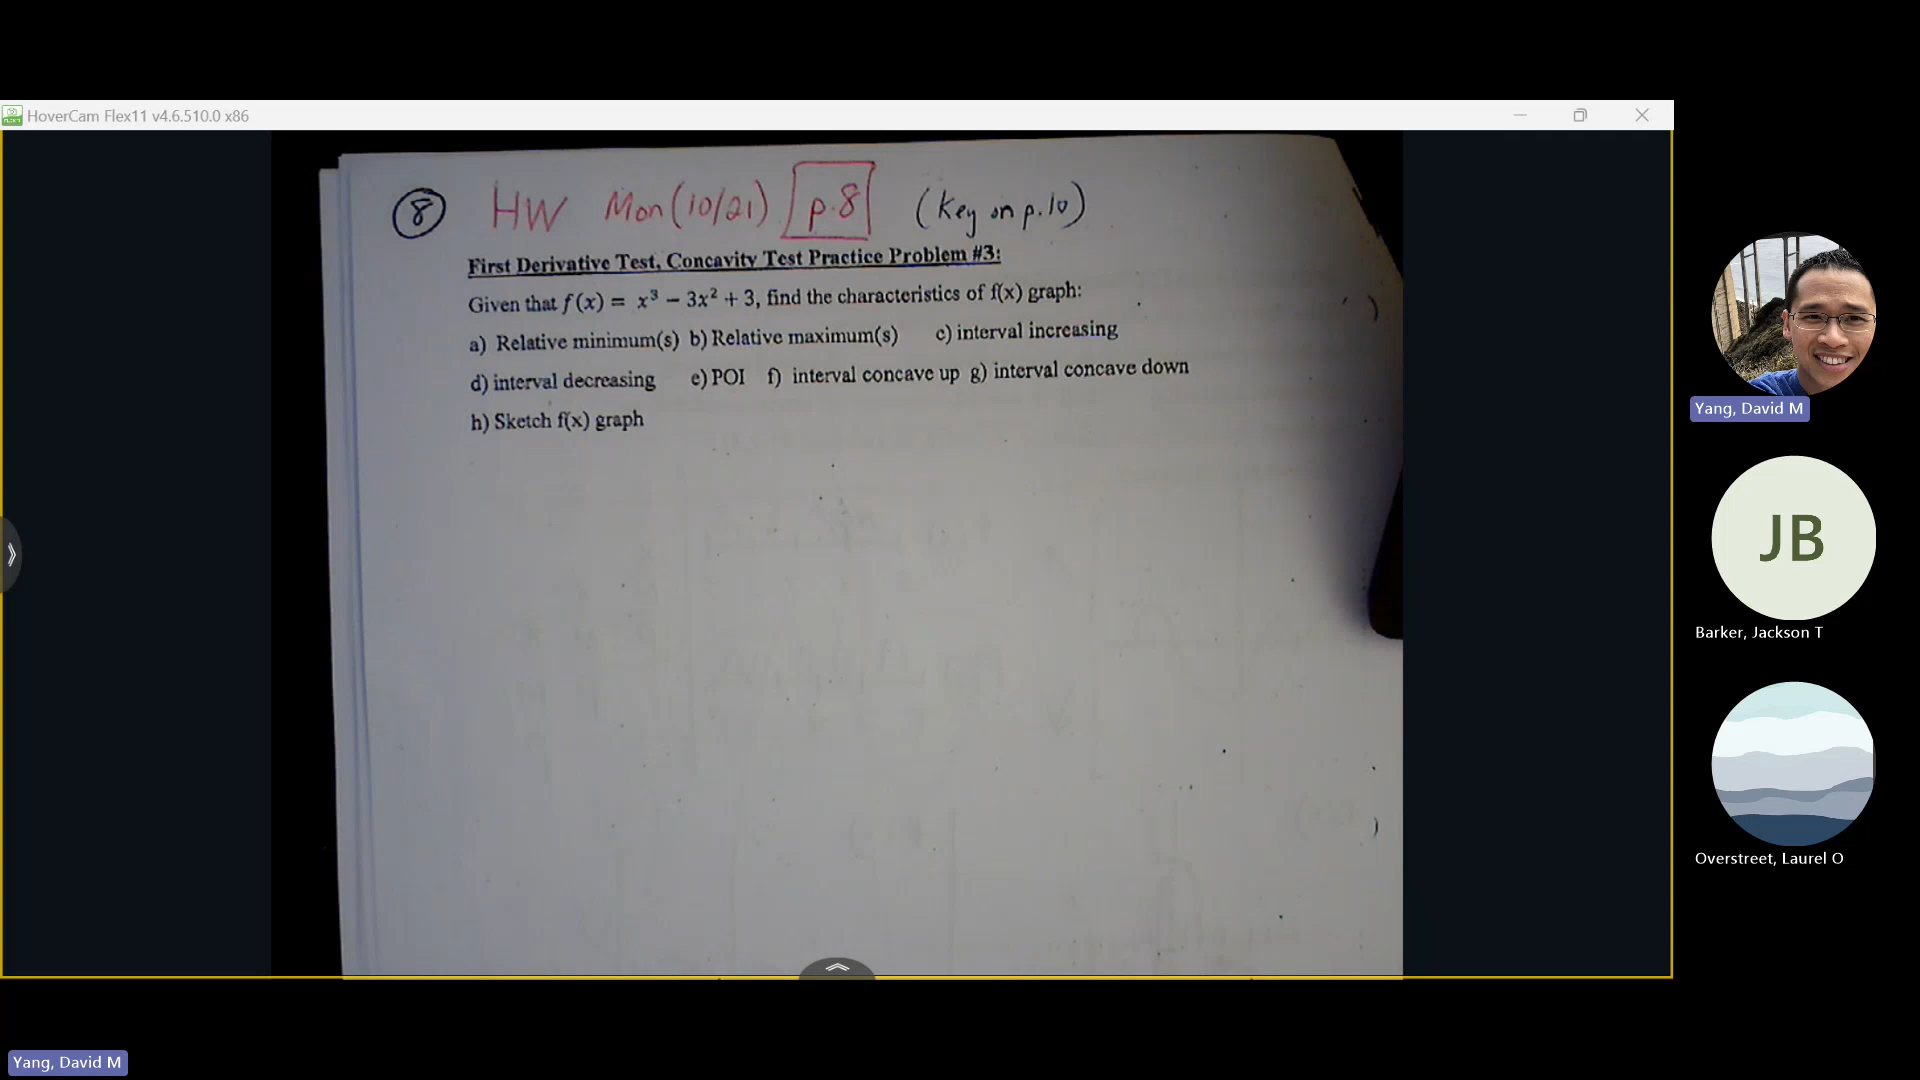 HoverCam Flex11 v4.6.510.0 x86
8 HW Mon (10/21) p.8 (Key on p.10)
First Derivative Test, Concavity Test Practice Problem #3:
Given that f(x) = x³ − 3x² + 3, find the characteristics of f(x) graph:
a) Relative minimum(s) b) Relative maximum(s) c) interval increasing
d) interval decreasing e) POI f) interval concave up g) interval concave down
h) Sketch f(x) graph
Yang, David M
JB
Barker, Jackson T
Overstreet, Laurel O
Yang, David M